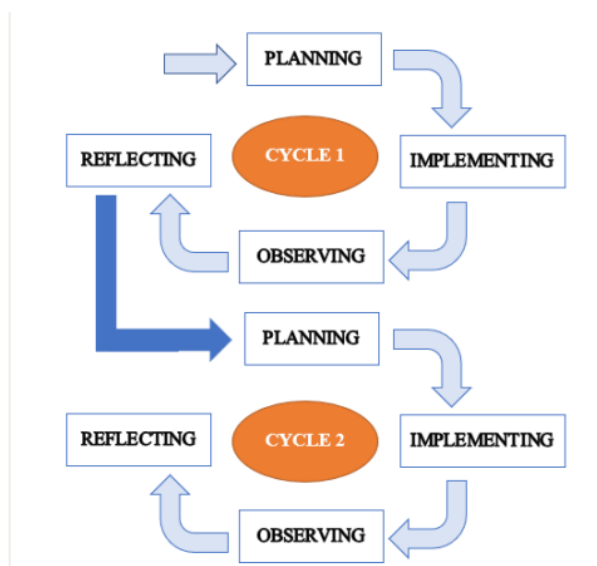 PLANNING
REFLECTING
CYCLE 1
IMPLEMENTING
OBSERVING
PLANNING
REFLECTING
CYCLE 2
IMPLEMENTING
OBSERVING